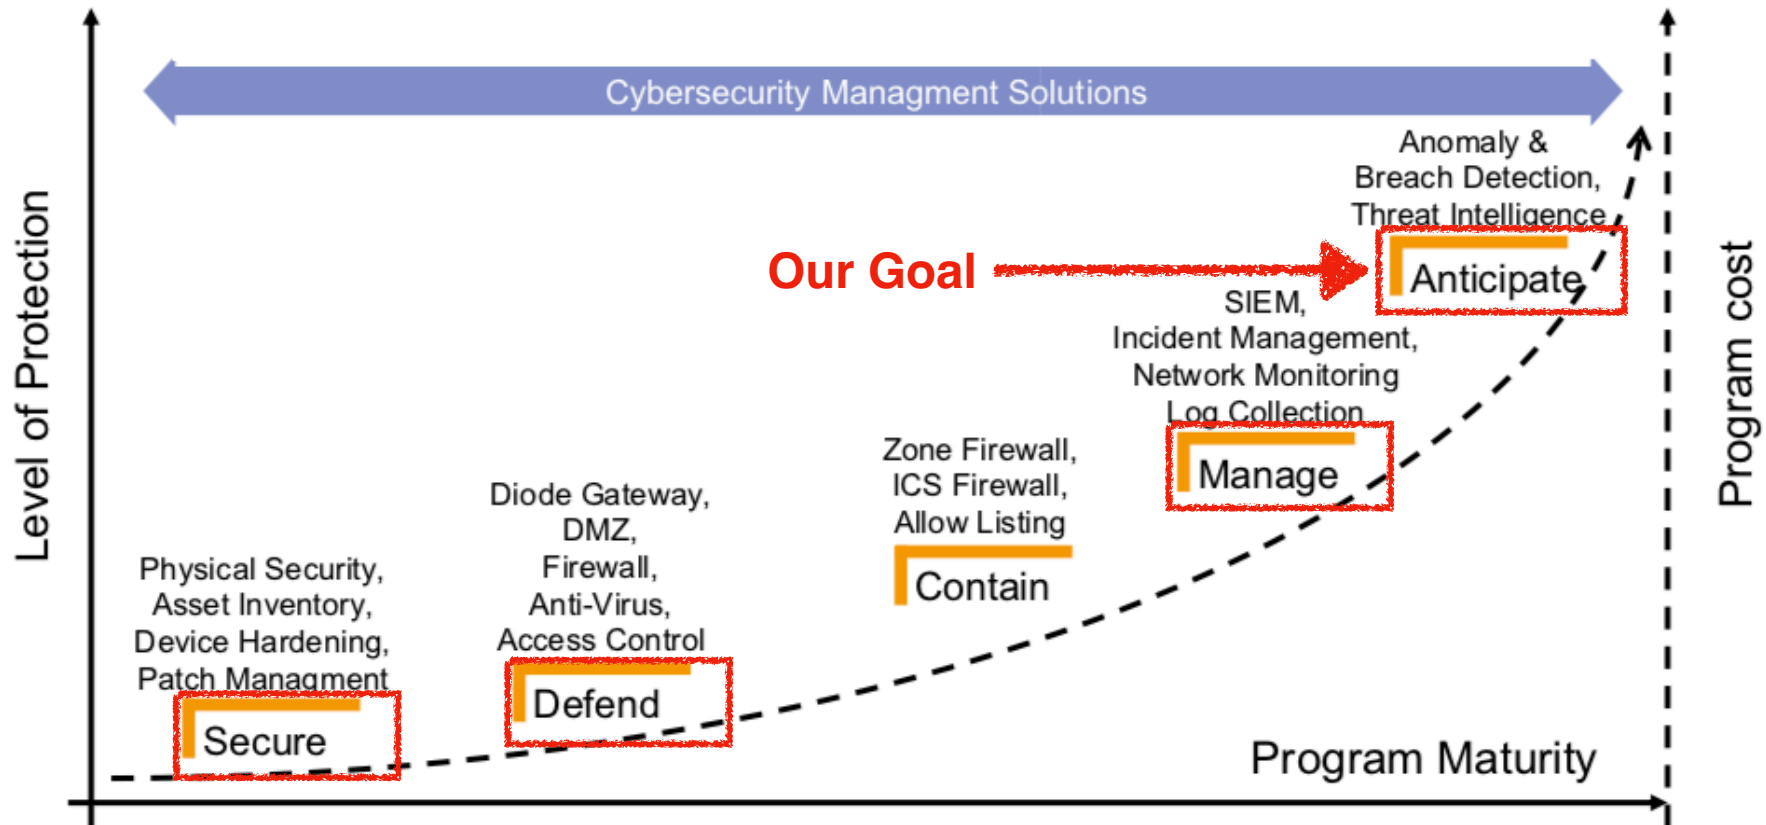 Cybersecurity Managment Solutions
Level of Protection
Physical Security,
Asset Inventory,
Device Hardening,
Patch Managment
Secure
Diode Gateway,
DMZ,
Firewall,
Anti-Virus,
Access Control
Defend
Zone Firewall,
ICS Firewall,
Allow Listing
Contain
SIEM,
Incident Management,
Network Monitoring
Log Collection
Manage
Our Goal
Anomaly &
Breach Detection,
Threat Intelligence
Anticipate
Program Maturity
Program cost